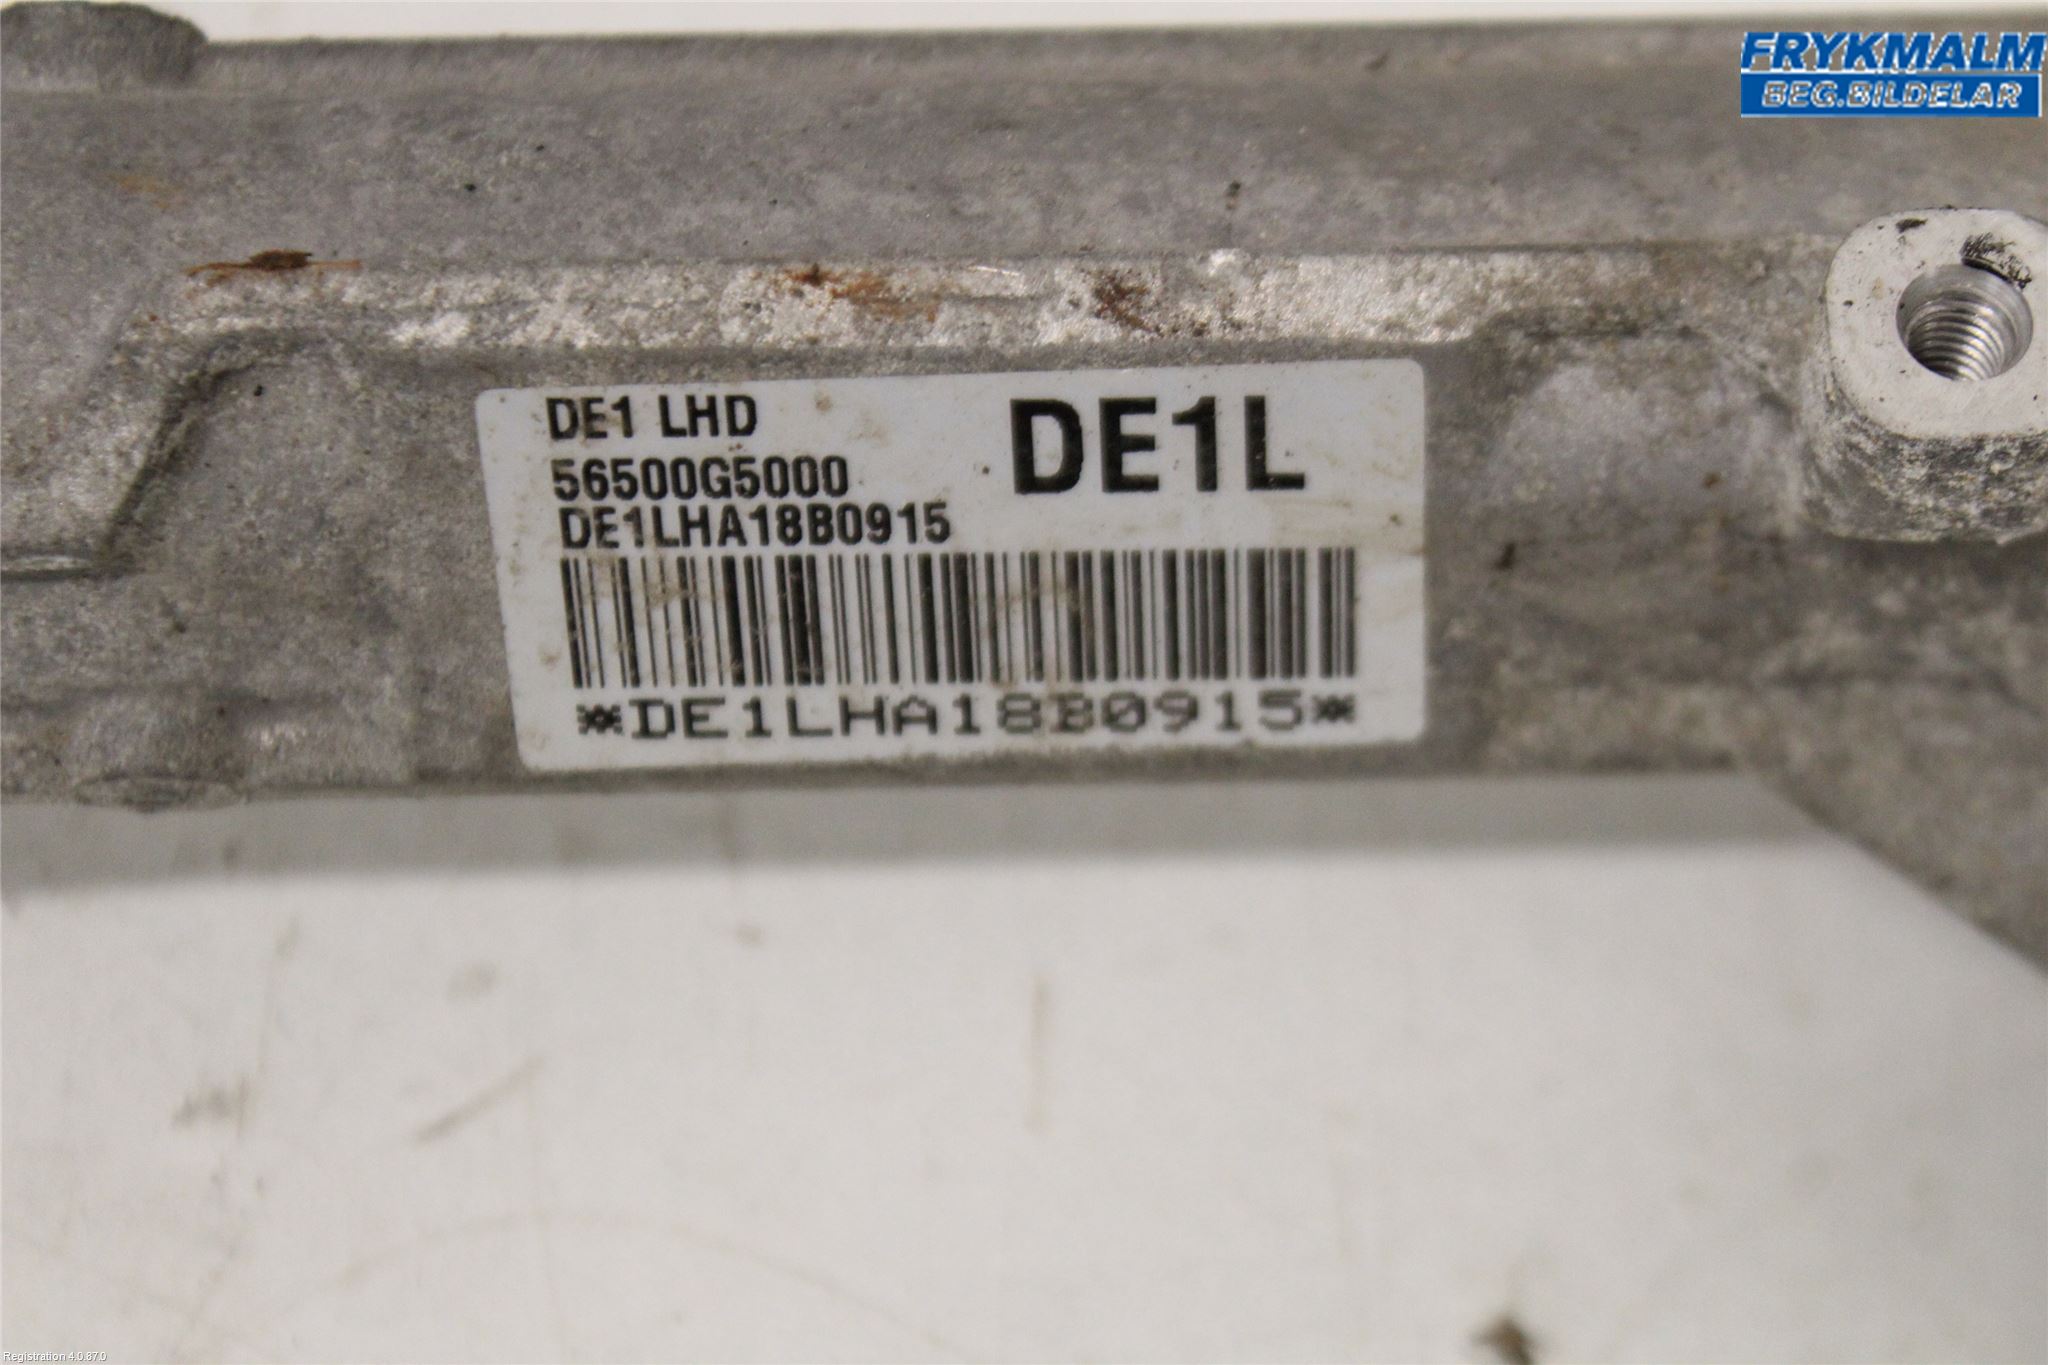 FRYKMALM
BEG.BILDELAR
DE1 LHD
DE1L
56500G5000
DE1LHA18B0915
*DE1LHA18B0915*
Registration 4.0.87.0